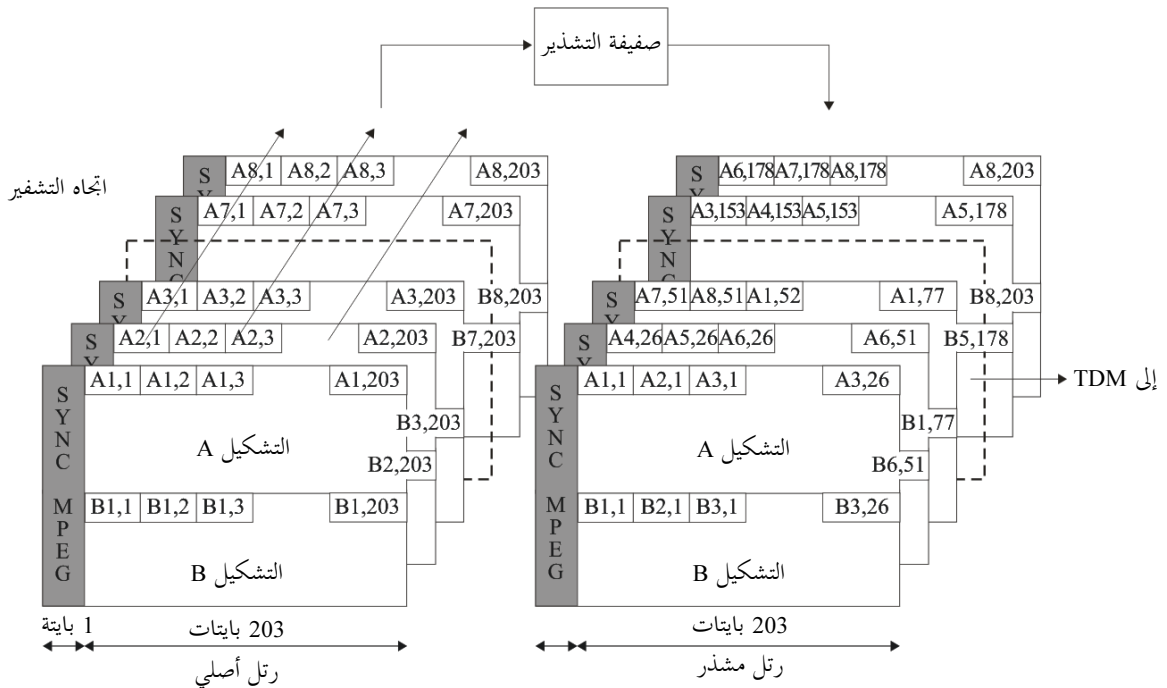 صفيفة التشذير
اتجاه التشفير
S Y A8,1 A8,2 A8,3 A8,203
S Y N C A7,1 A7,2 A7,3 A7,203
S Y A3,1 A3,2 A3,3 A3,203 B8,203
S Y A2,1 A2,2 A2,3 A2,203 B7,203
A1,1 A1,2 A1,3 A1,203
B3,203
التشكيل A
B2,203
B1,1 B1,2 B1,3 B1,203
التشكيل B
SYNC MPEG
1 بايتة
203 بايتات
رتل أصلي
S Y A6,178 A7,178 A8,178 A8,203
S Y N C A3,153 A4,153 A5,153 A5,178
S Y A7,51 A8,51 A1,52 A1,77 B8,203
S Y A4,26 A5,26 A6,26 A6,51 B5,178
A1,1 A2,1 A3,1 A3,26
إلى TDM
B1,77
التشكيل A
B6,51
B1,1 B2,1 B3,1 B3,26
التشكيل B
SYNC MPEG
203 بايتات
رتل مشذر